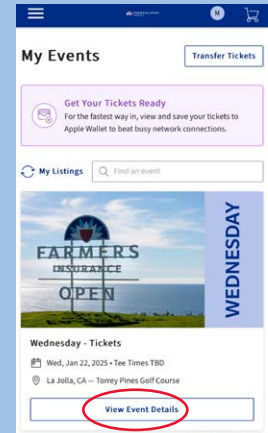 M
My Events
Transfer Tickets
Get Your Tickets Ready
For the fastest way in, view and save your tickets to
Apple Wallet to beat busy network connections.
My Listings
Find an event
FARMERS
INSURANCE
OPEN
WEDNESDAY
Wednesday - Tickets
Wed, Jan 22, 2025 • Tee Times TBD
La Jolla, CA — Torrey Pines Golf Course
View Event Details